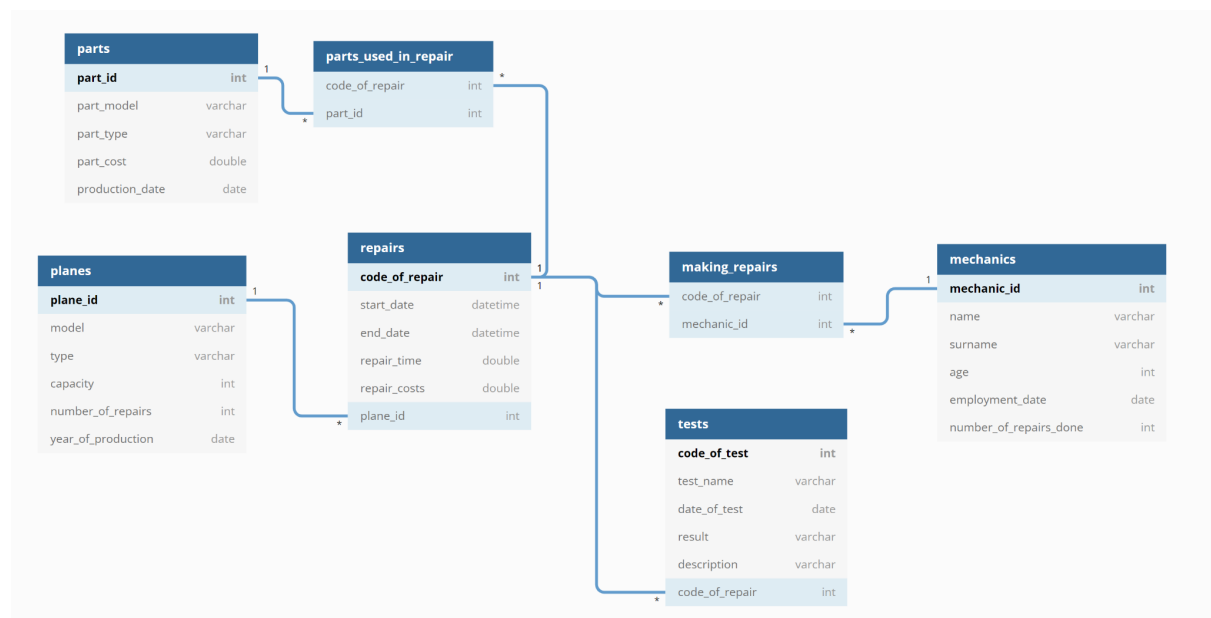 parts
part_id int
part_model varchar
part_type varchar
part_cost double
production_date date
1
*
parts_used_in_repair
code_of_repair int
part_id int
*
planes
plane_id int
model varchar
type varchar
capacity int
number_of_repairs int
year_of_production date
1
*
repairs
code_of_repair int
start_date datetime
end_date datetime
repair_time double
repair_costs double
plane_id int
1
1
making_repairs
code_of_repair int
mechanic_id int
*
*
1
mechanics
mechanic_id int
name varchar
surname varchar
age int
employment_date date
number_of_repairs_done int
tests
code_of_test int
test_name varchar
date_of_test date
result varchar
description varchar
code_of_repair int
*